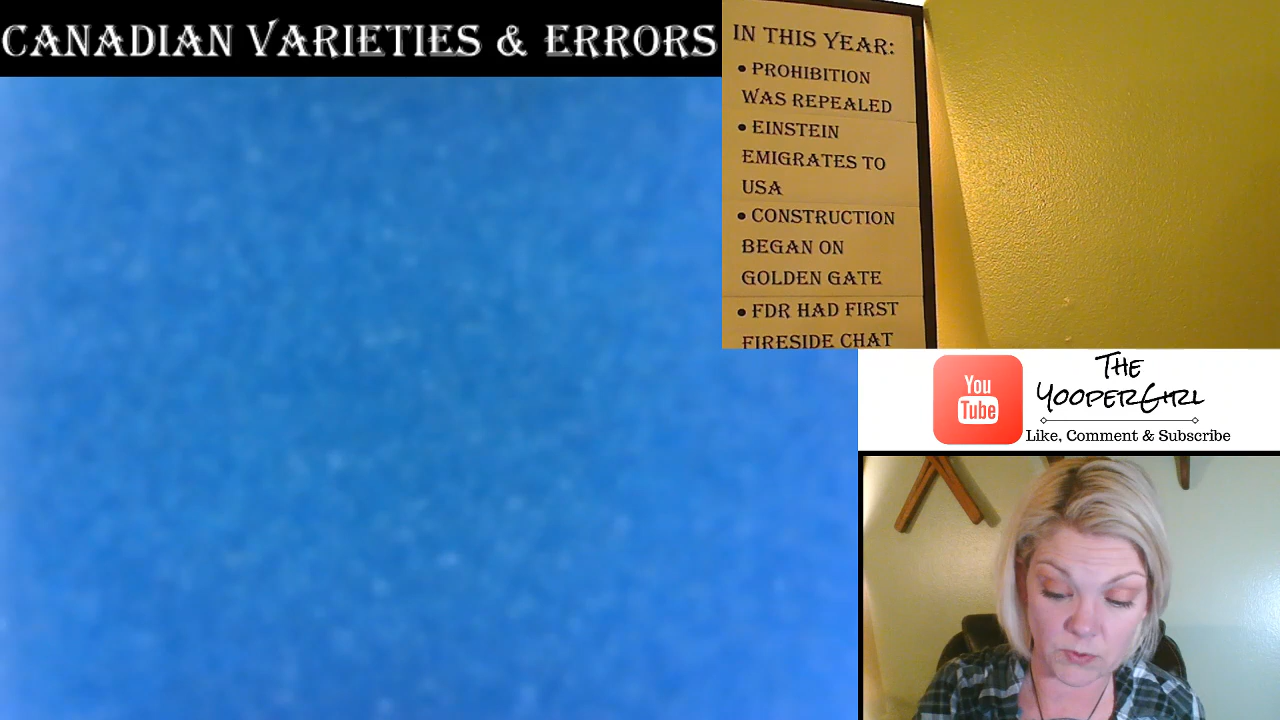 CANADIAN VARIETIES & ERRORS
IN THIS YEAR:
• PROHIBITION
WAS REPEALED
• EINSTEIN
EMIGRATES TO
USA
• CONSTRUCTION
BEGAN ON
GOLDEN GATE
• FDR HAD FIRST
FIRESIDE CHAT
You
Tube
THE
YOOPERGIRL
Like, Comment & Subscribe